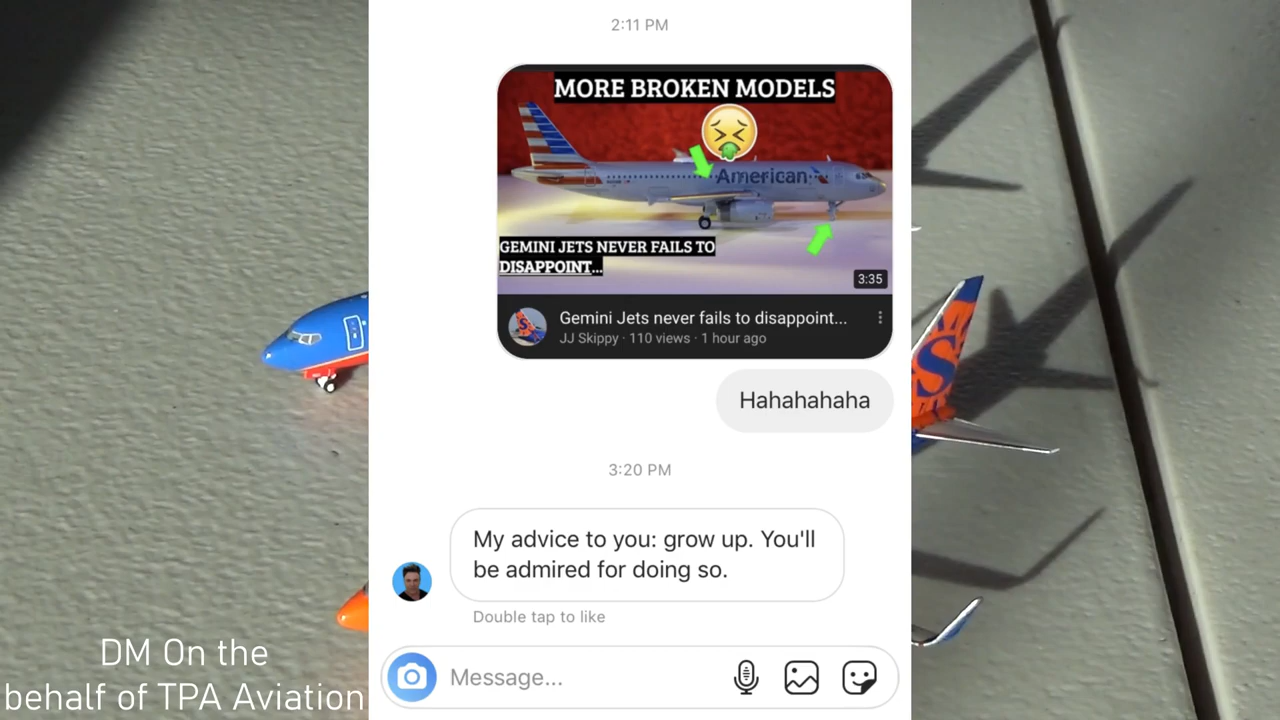 2:11 PM
MORE BROKEN MODELS
American
GEMINI JETS NEVER FAILS TO
DISAPPOINT...
3:35
Gemini Jets never fails to disappoint...
JJ Skippy · 110 views · 1 hour ago
Hahahahaha
3:20 PM
My advice to you: grow up. You'll
be admired for doing so.
Double tap to like
Message...
DM On the
behalf of TPA Aviation